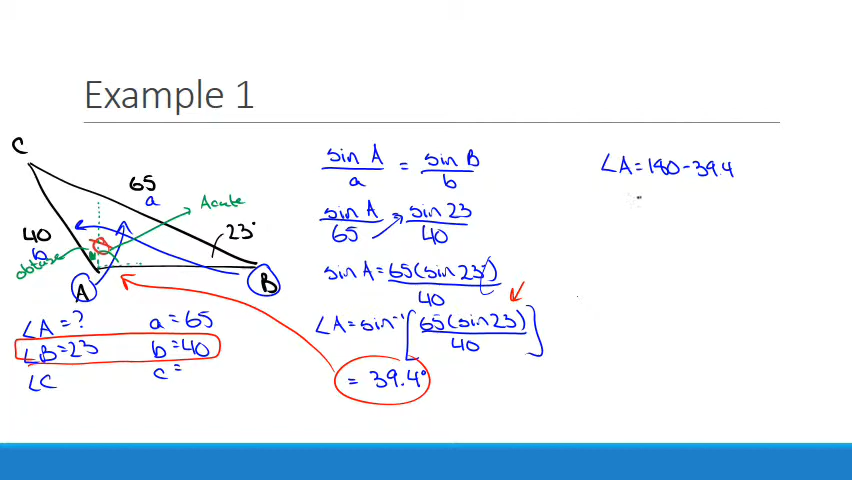 Example 1
C
65
a
Acute
40
b
obtuse
23°
A
B
∠A = ?
a = 65
∠B = 23
b = 40
∠C
c =
sin A / a = sin B / b
sin A / 65 = sin 23 / 40
sin A = 65(sin 23°) / 40
∠A = sin⁻¹ [65(sin 23) / 40]
= 39.4°
∠A = 180 - 39.4